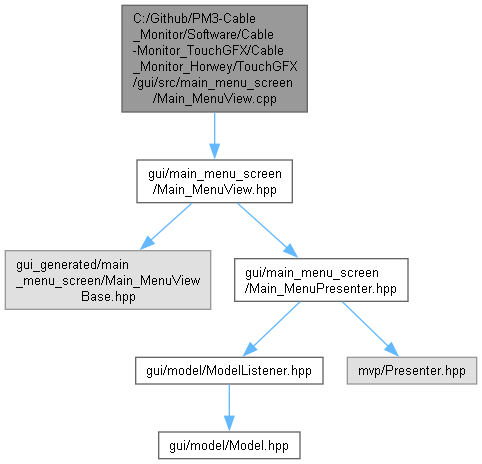 C:/Github/PM3-Cable
_Monitor/Software/Cable
-Monitor_TouchGFX/Cable
_Monitor_Horwey/TouchGFX
/gui/src/main_menu_screen
/Main_MenuView.cpp
gui/main_menu_screen
/Main_MenuView.hpp
gui_generated/main
_menu_screen/Main_MenuView
Base.hpp
gui/main_menu_screen
/Main_MenuPresenter.hpp
gui/model/ModelListener.hpp
mvp/Presenter.hpp
gui/model/Model.hpp